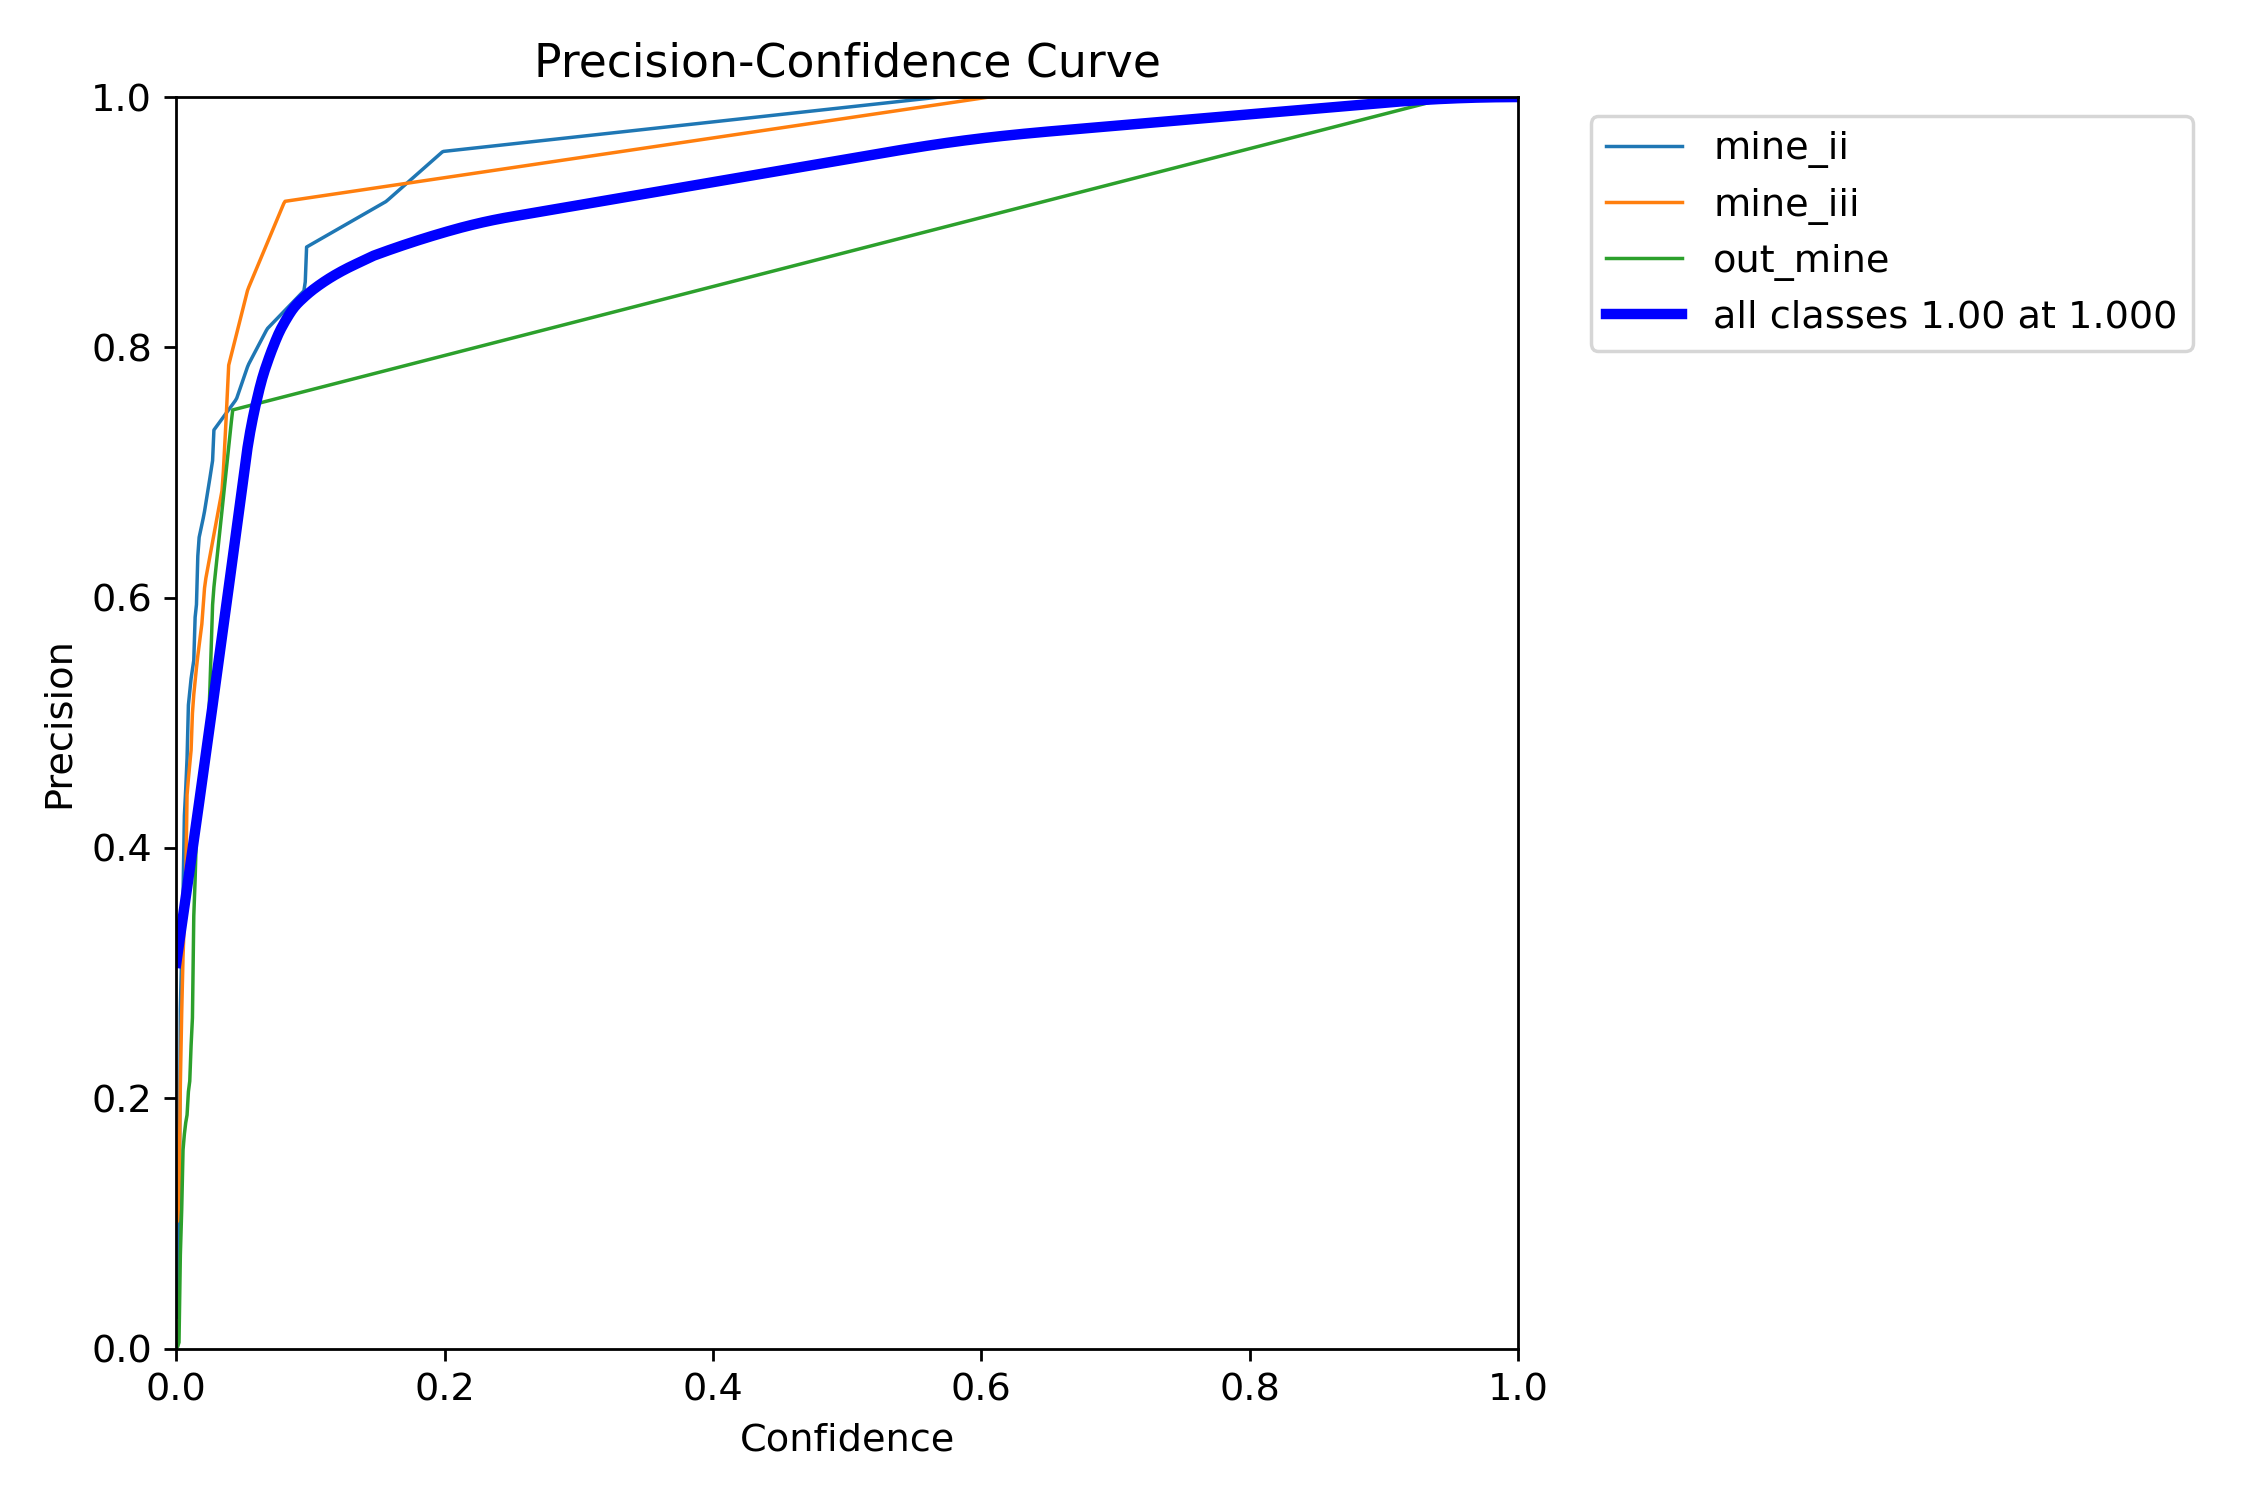 Precision-Confidence Curve
1.0
0.8
0.6
0.4
0.2
0.0
Precision
0.0 0.2 0.4 0.6 0.8 1.0
Confidence
mine_ii
mine_iii
out_mine
all classes 1.00 at 1.000